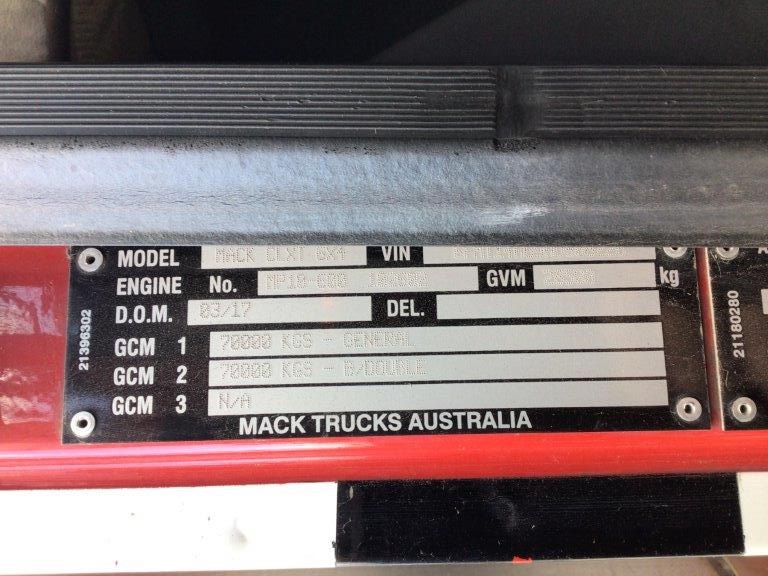 MODEL MACK CLXT 6X4 VIN
ENGINE No. MP10-600 GVM kg
D.O.M. 03/17 DEL.
GCM 1 70000 KGS - GENERAL
GCM 2 70000 KGS - B/DOUBLE
GCM 3 N/A
MACK TRUCKS AUSTRALIA
21396302
21180280